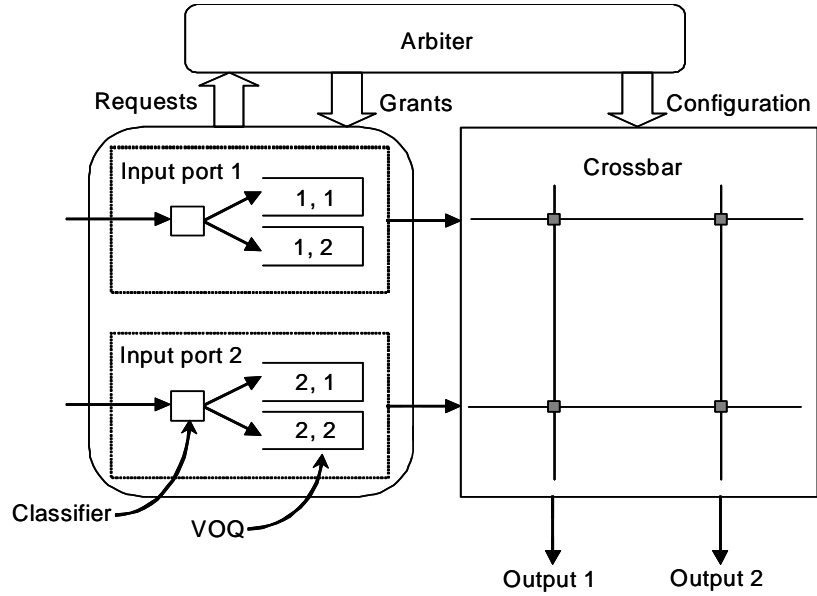 Arbiter
Requests
Grants
Configuration
Input port 1
1, 1
1, 2
Crossbar
Input port 2
2, 1
2, 2
Classifier
VOQ
Output 1
Output 2